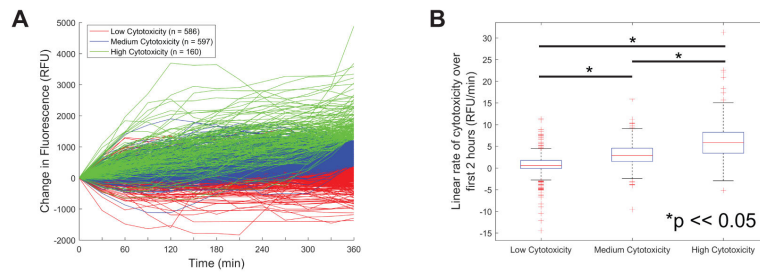 A
Change in Fluorescence (RFU)
5000
4000
3000
2000
1000
0
-1000
-2000
Low Cytotoxicity (n = 586)
Medium Cytotoxicity (n = 597)
High Cytotoxicity (n = 160)
0 60 120 180 240 300 360
Time (min)
B
Linear rate of cytotoxicity over
first 2 hours (RFU/min)
30
25
20
15
10
5
0
-5
-10
-15
*
*
*
*p << 0.05
Low Cytotoxicity Medium Cytotoxicity High Cytotoxicity